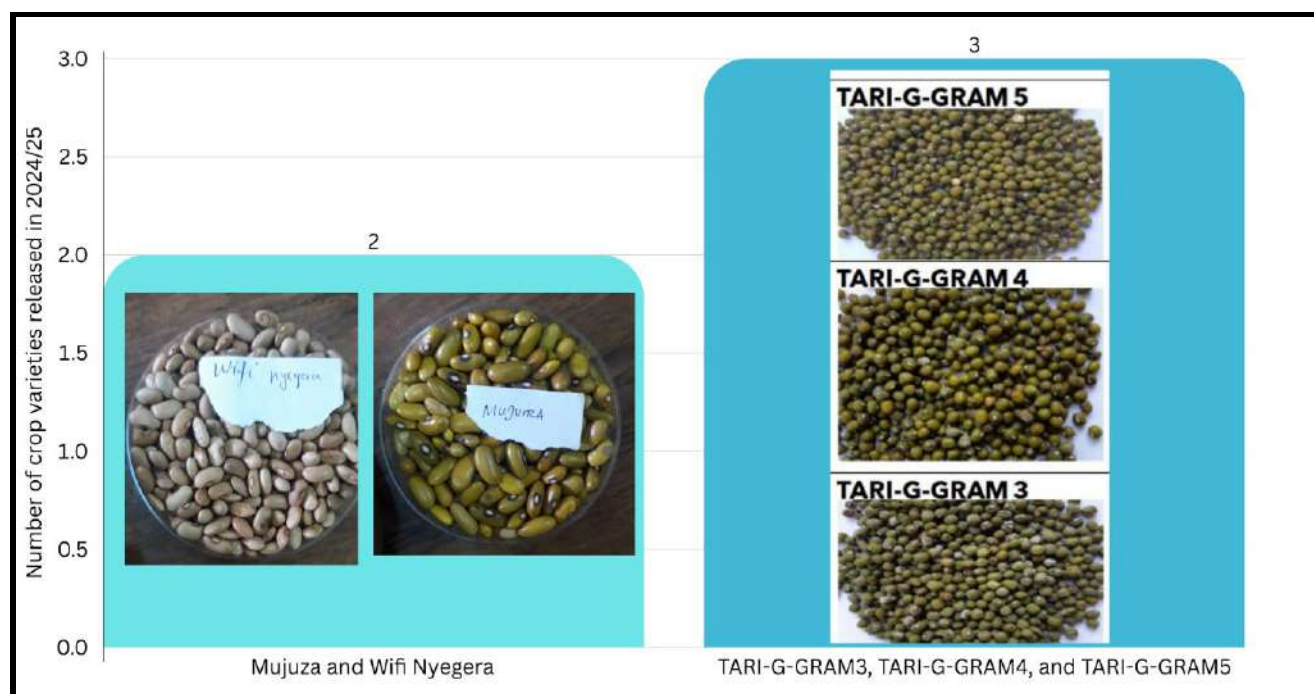 Number of crop varieties released in 2024/25
3.0
2.5
2.0
1.5
1.0
0.5
0.0
2
Wifi nyegera
MUJUNZA
3
TARI-G-GRAM 5
TARI-G-GRAM 4
TARI-G-GRAM 3
Mujuza and Wifi Nyegera
TARI-G-GRAM3, TARI-G-GRAM4, and TARI-G-GRAM5